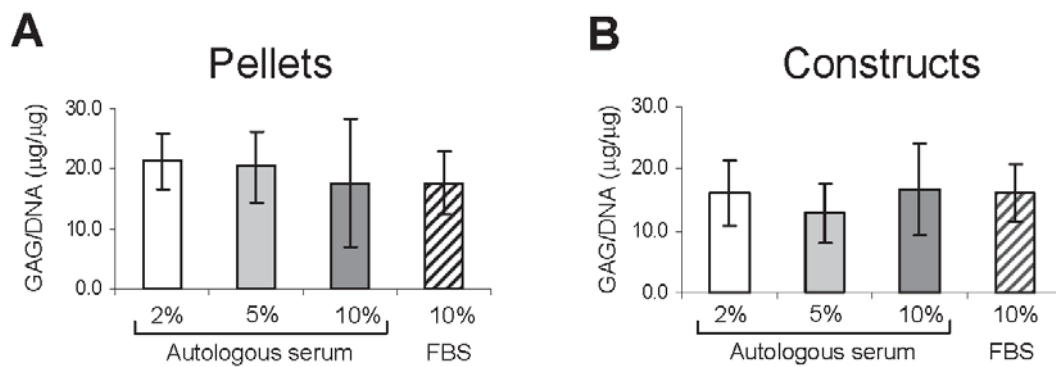 A
Pellets
GAG/DNA (µg/µg)
30.0
20.0
10.0
0.0
2% 5% 10% 10%
Autologous serum FBS
B
Constructs
GAG/DNA (µg/µg)
30.0
20.0
10.0
0.0
2% 5% 10% 10%
Autologous serum FBS